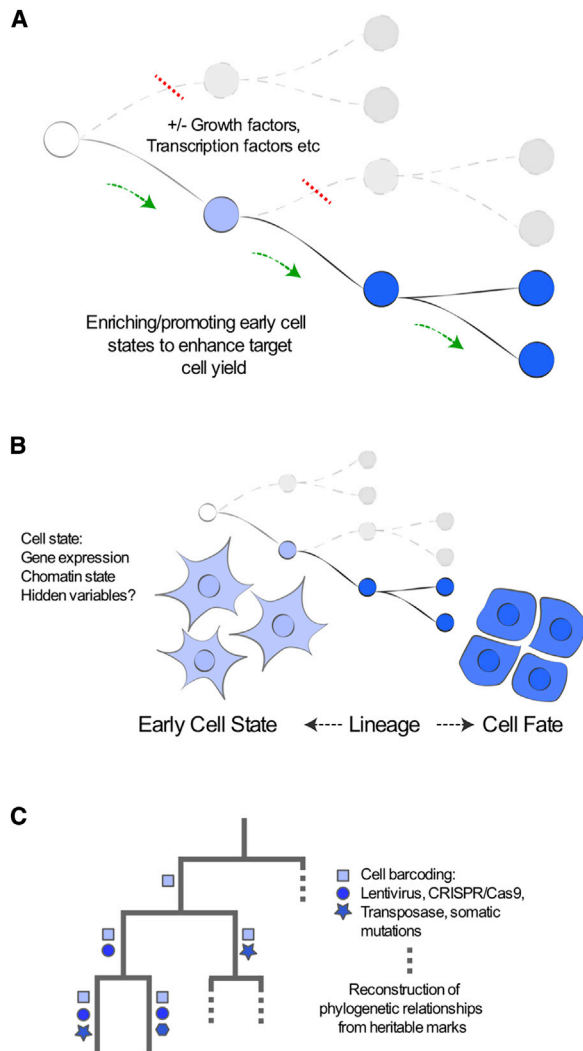 A
+/- Growth factors,
Transcription factors etc
Enriching/promoting early cell
states to enhance target
cell yield
B
Cell state:
Gene expression
Chromatin state
Hidden variables?
Early Cell State
Lineage
Cell Fate
C
Cell barcoding:
Lentivirus, CRISPR/Cas9,
Transposase, somatic
mutations
Reconstruction of
phylogenetic relationships
from heritable marks